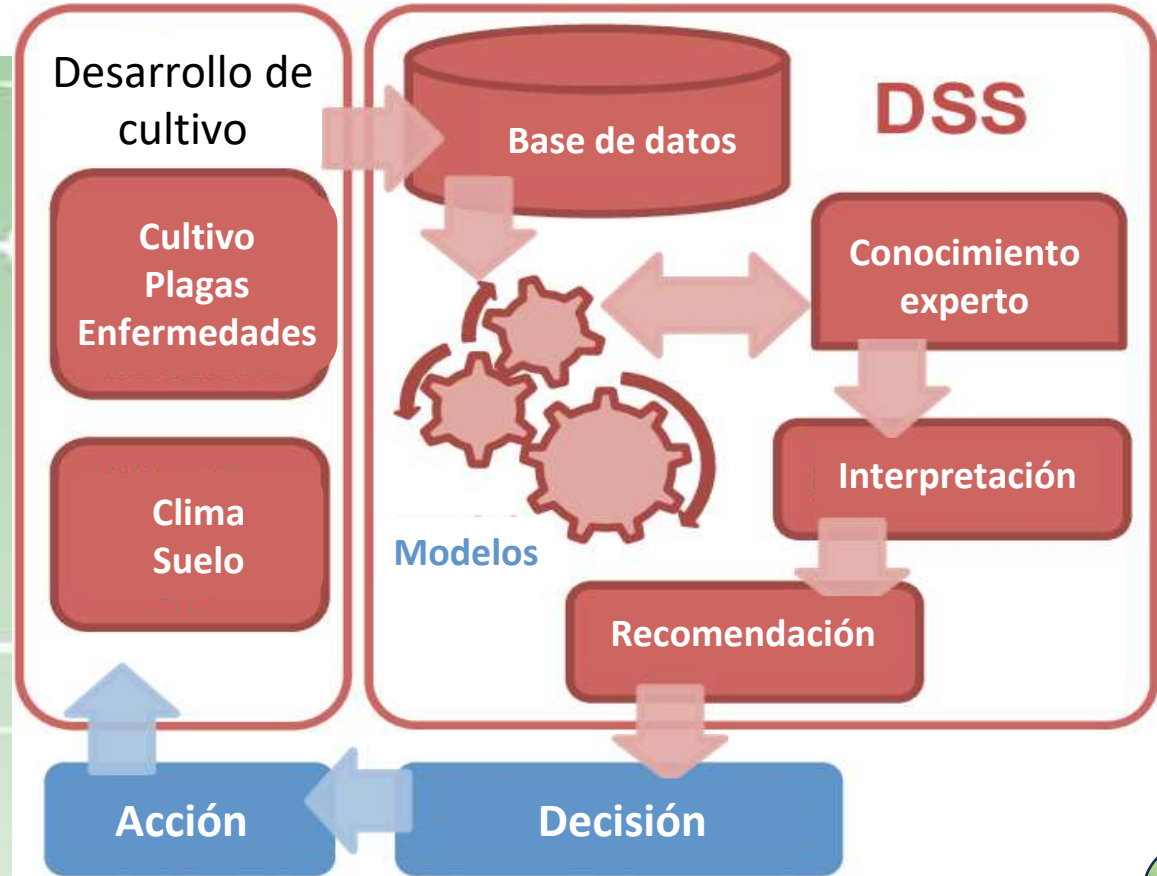 Desarrollo de
cultivo
Cultivo
Plagas
Enfermedades
Clima
Suelo
DSS
Base de datos
Conocimiento
experto
Modelos
Interpretación
Recomendación
Decisión
Acción